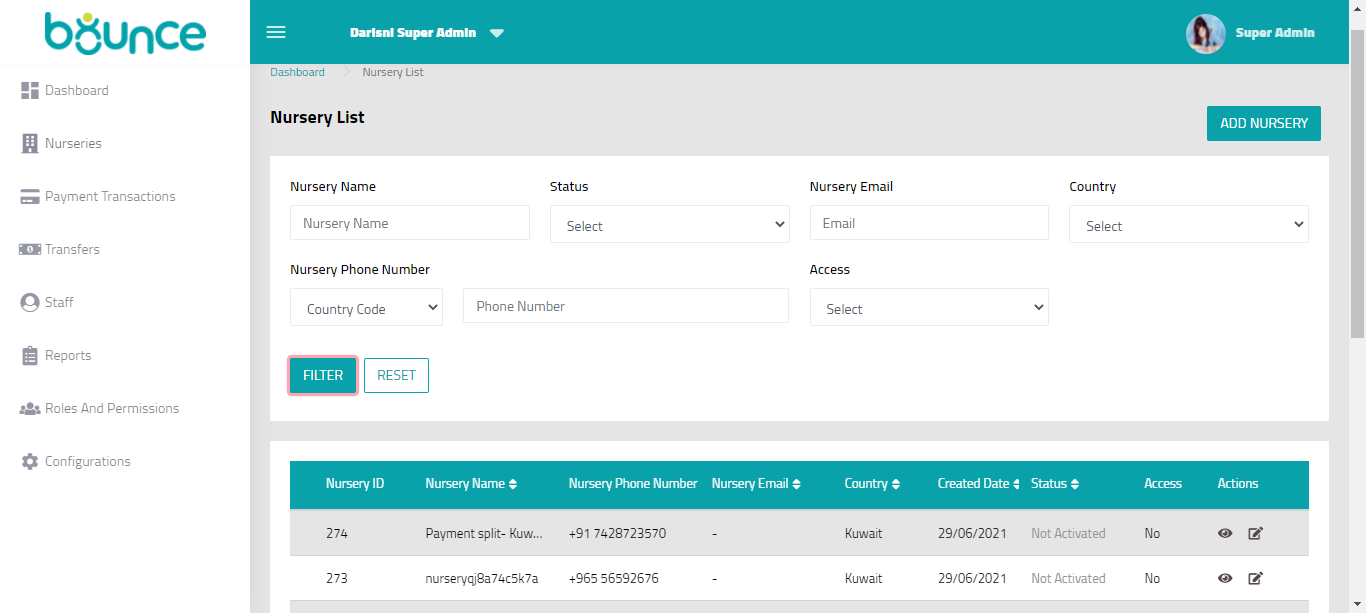 bounce
Darisni Super Admin
Super Admin
Dashboard
Nurseries
Payment Transactions
Transfers
Staff
Reports
Roles And Permissions
Configurations
Dashboard Nursery List
Nursery List
ADD NURSERY
Nursery Name Status Nursery Email Country
Nursery Name Select Email Select
Nursery Phone Number Access
Country Code Phone Number Select
FILTER RESET
Nursery ID Nursery Name Nursery Phone Number Nursery Email Country Created Date Status Access Actions
274 Payment split- Kuw... +91 7428723570 - Kuwait 29/06/2021 Not Activated No
273 nurseryqj8a74c5k7a +965 56592676 - Kuwait 29/06/2021 Not Activated No